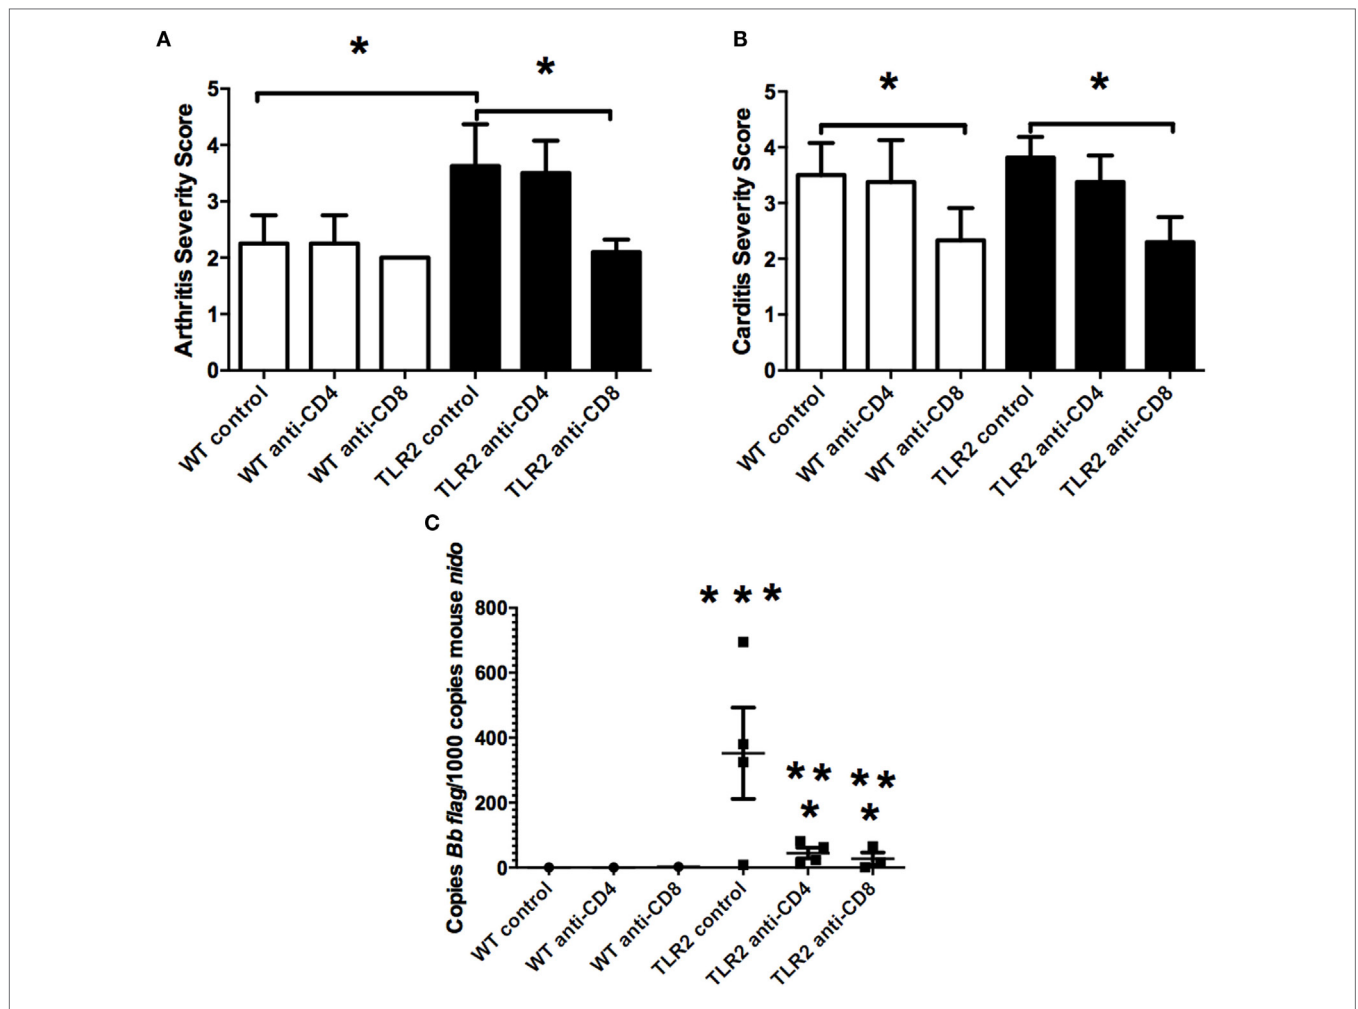 A
*
*
Arthritis Severity Score
5
4
3
2
1
0
WT control
WT anti-CD4
WT anti-CD8
TLR2 control
TLR2 anti-CD4
TLR2 anti-CD8
B
*
*
Carditis Severity Score
5
4
3
2
1
0
WT control
WT anti-CD4
WT anti-CD8
TLR2 control
TLR2 anti-CD4
TLR2 anti-CD8
C
Copies Bb flag/1000 copies mouse nido
800
600
400
200
0
* * *
* *
*
* *
*
WT control
WT anti-CD4
WT anti-CD8
TLR2 control
TLR2 anti-CD4
TLR2 anti-CD8